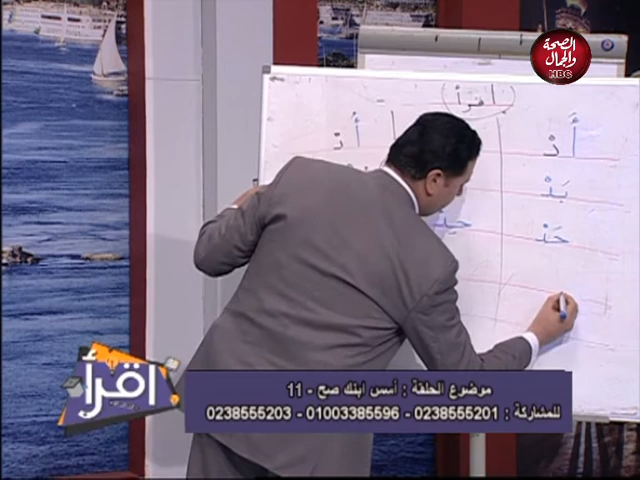 الصحة
والجمال
HBC
اقرأ
أَنْ
بَدْ
حَدْ
اقرأ
موضوع الحلقة : أسس ابنك صح - 11
للمشاركة : 0238555201 - 01003385596 - 0238555203